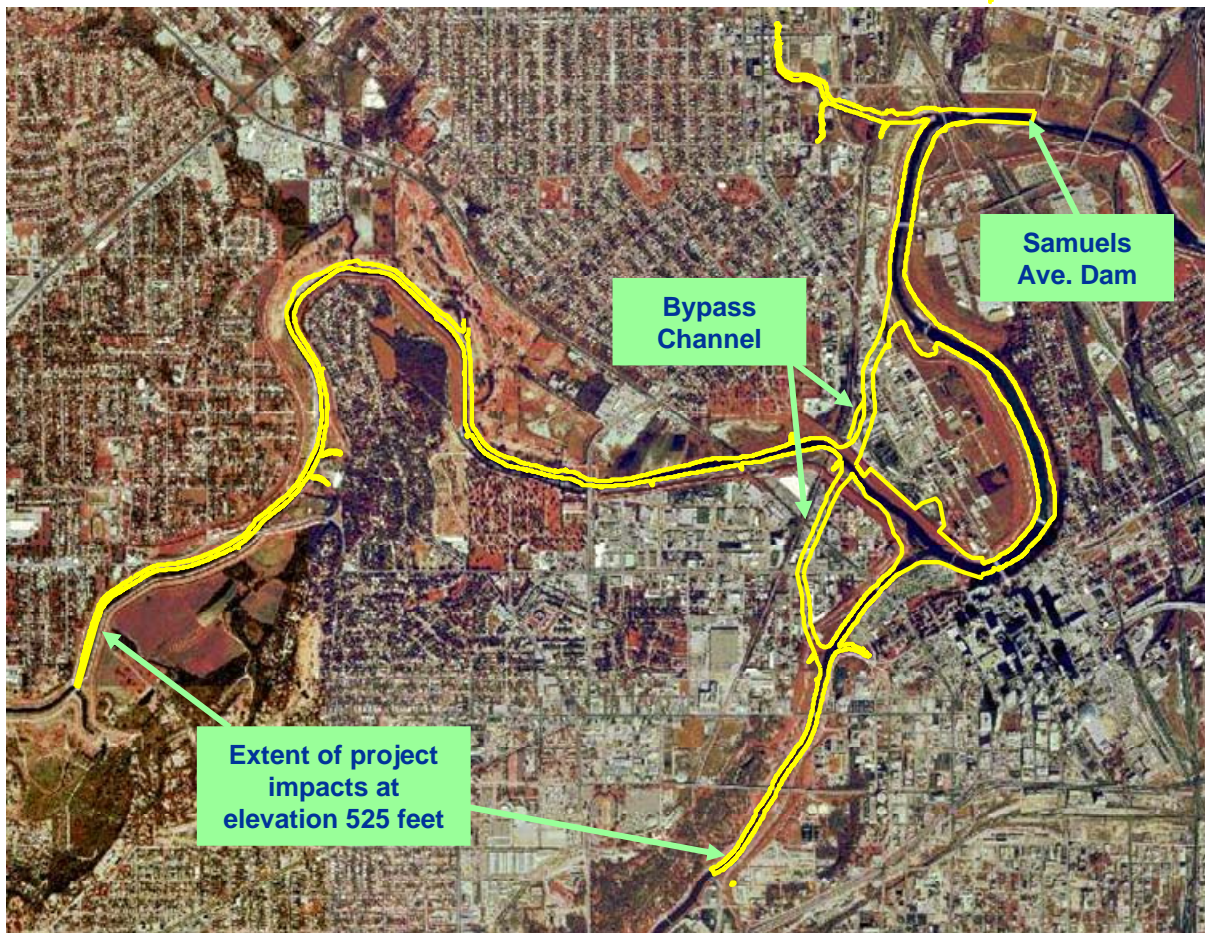 Samuels
Ave. Dam
Bypass
Channel
Extent of project
impacts at
elevation 525 feet